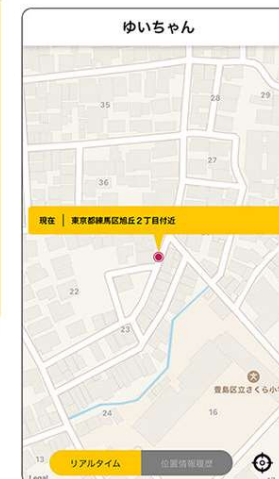 ゆいちゃん
35
28
29
27
36
現在 | 東京都練馬区旭丘2丁目付近
22
23
豊島区立さくら小
24
16
13
リアルタイム
位置情報履歴
Legal